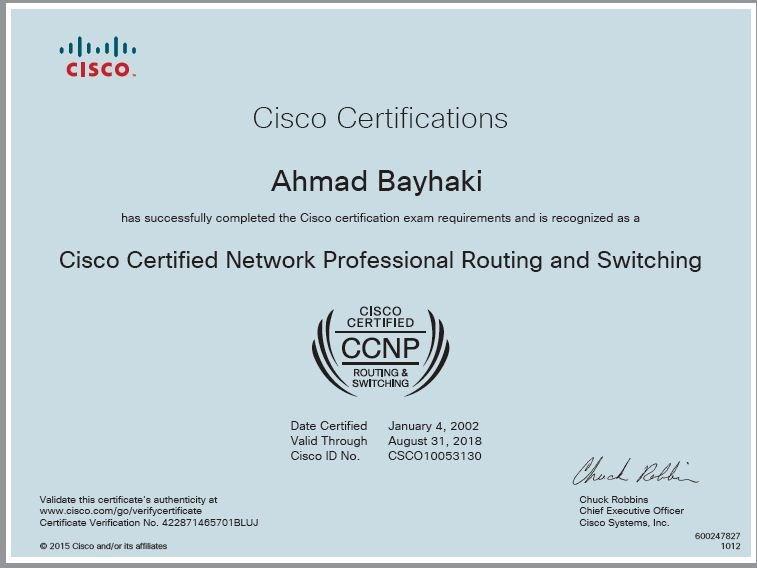 CISCO™
Cisco Certifications
Ahmad Bayhaki
has successfully completed the Cisco certification exam requirements and is recognized as a
Cisco Certified Network Professional Routing and Switching
CISCO
CERTIFIED
CCNP
ROUTING &
SWITCHING
Date Certified January 4, 2002
Valid Through August 31, 2018
Cisco ID No. CSCO10053130
Chuck Robbins
Validate this certificate's authenticity at
www.cisco.com/go/verifycertificate
Certificate Verification No. 422871465701BLUJ
Chuck Robbins
Chief Executive Officer
Cisco Systems, Inc.
© 2015 Cisco and/or its affiliates
600247827
1012